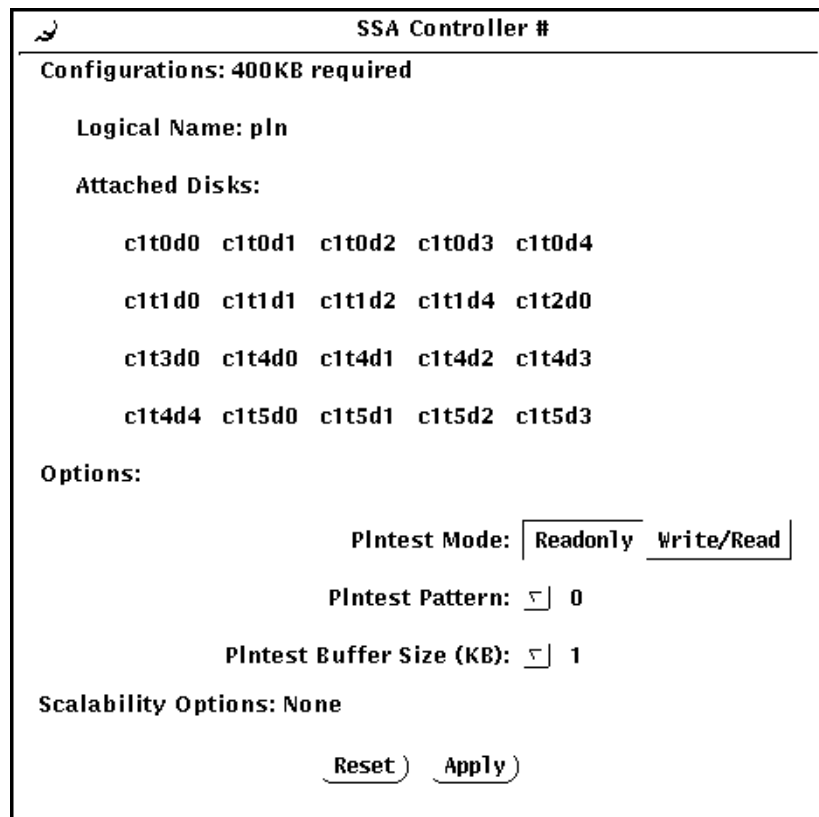 SSA Controller #
Configurations: 400KB required
Logical Name: pln
Attached Disks:
c1t0d0 c1t0d1 c1t0d2 c1t0d3 c1t0d4
c1t1d0 c1t1d1 c1t1d2 c1t1d4 c1t2d0
c1t3d0 c1t4d0 c1t4d1 c1t4d2 c1t4d3
c1t4d4 c1t5d0 c1t5d1 c1t5d2 c1t5d3
Options:
Plntest Mode: Readonly Write/Read
Plntest Pattern: 0
Plntest Buffer Size (KB): 1
Scalability Options: None
Reset Apply